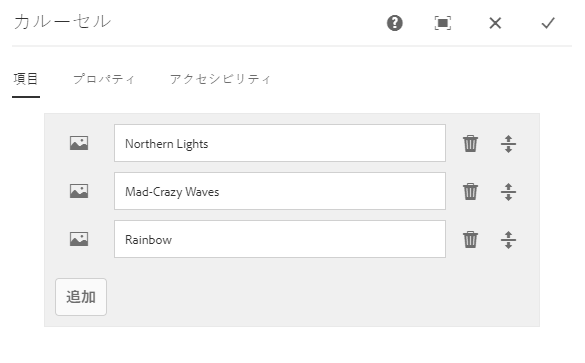 カルーセル
項目 プロパティ アクセシビリティ
Northern Lights
Mad-Crazy Waves
Rainbow
追加